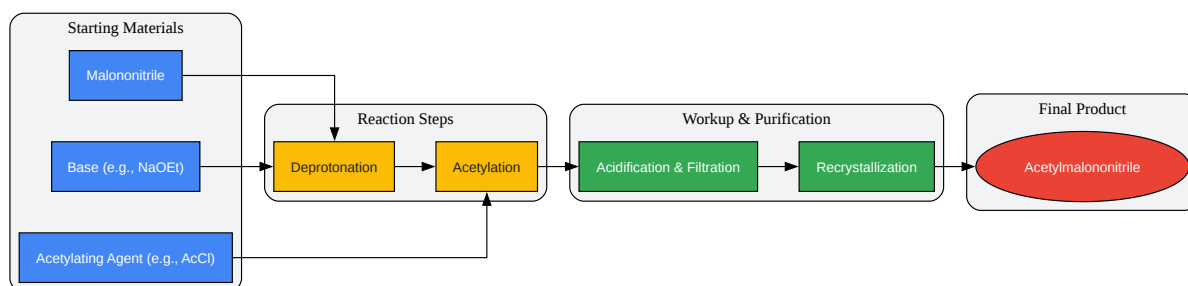 Starting Materials
Malononitrile
Base (e.g., NaOEt)
Acetylating Agent (e.g., AcCl)
Reaction Steps
Deprotonation
Acetylation
Workup & Purification
Acidification & Filtration
Recrystallization
Final Product
Acetylmalononitrile